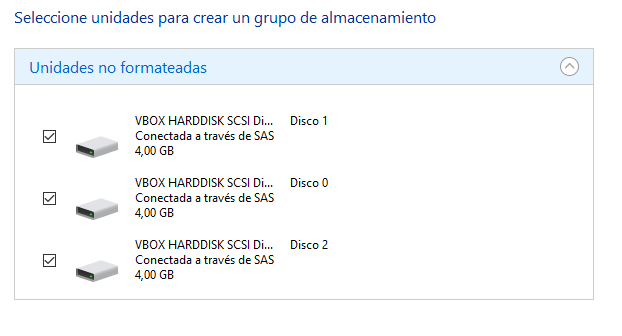 Seleccione unidades para crear un grupo de almacenamiento
Unidades no formateadas
VBOX HARDDISK SCSI Di... Disco 1
Conectada a través de SAS
4,00 GB
VBOX HARDDISK SCSI Di... Disco 0
Conectada a través de SAS
4,00 GB
VBOX HARDDISK SCSI Di... Disco 2
Conectada a través de SAS
4,00 GB